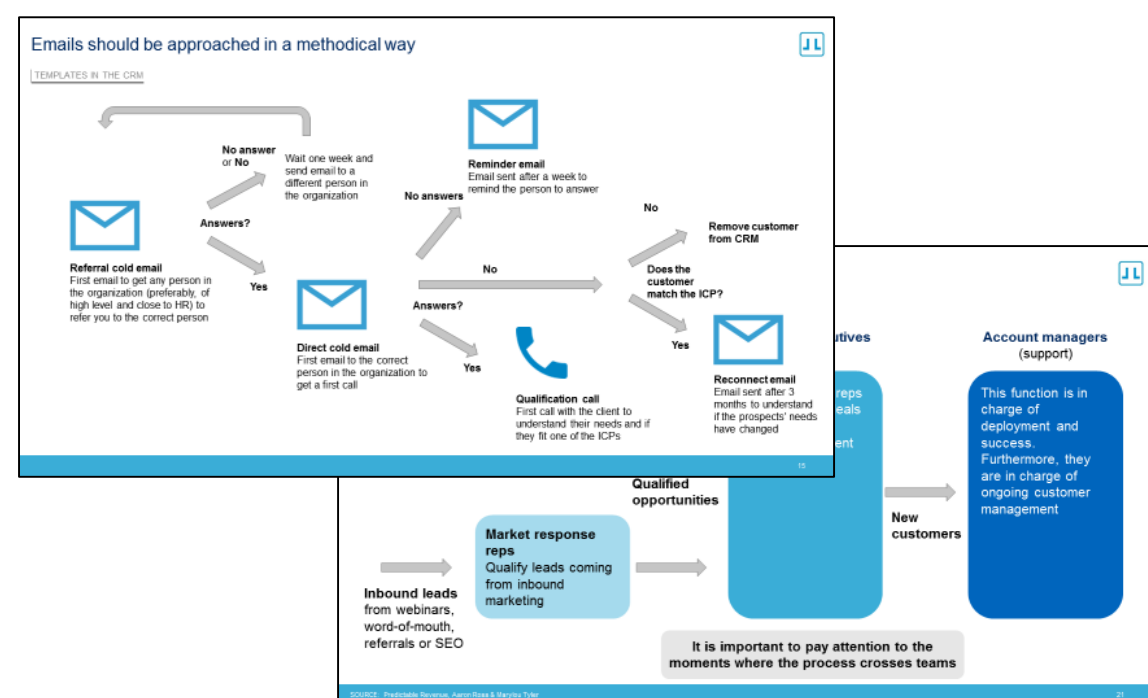 Emails should be approached in a methodical way
JL
TEMPLATES IN THE CRM
No answer
or No
Wait one week and
send email to a
different person in
the organization
Answers?
Yes
Referral cold email
First email to get any person in
the organization (preferably, of
high level and close to HR) to
refer you to the correct person
Direct cold email
First email to the correct
person in the organization to
get a first call
No answers
Reminder email
Email sent after a week to
remind the person to answer
No
Answers?
Yes
Qualification call
First call with the client to
understand their needs and if
they fit one of the ICPs
Does the
customer
match the ICP?
No
Remove customer
from CRM
Yes
Reconnect email
Email sent after 3
months to understand
if the prospects' needs
have changed
15
JL
utives
reps
eals
ent
Account managers
(support)
This function is in
charge of
deployment and
success.
Furthermore, they
are in charge of
ongoing customer
management
Qualified
opportunities
New
customers
Market response
reps
Qualify leads coming
from inbound
marketing
Inbound leads
from webinars,
word-of-mouth,
referrals or SEO
It is important to pay attention to the
moments where the process crosses teams
SOURCE: Predictable Revenue, Aaron Ross & Marylou Tyler
21